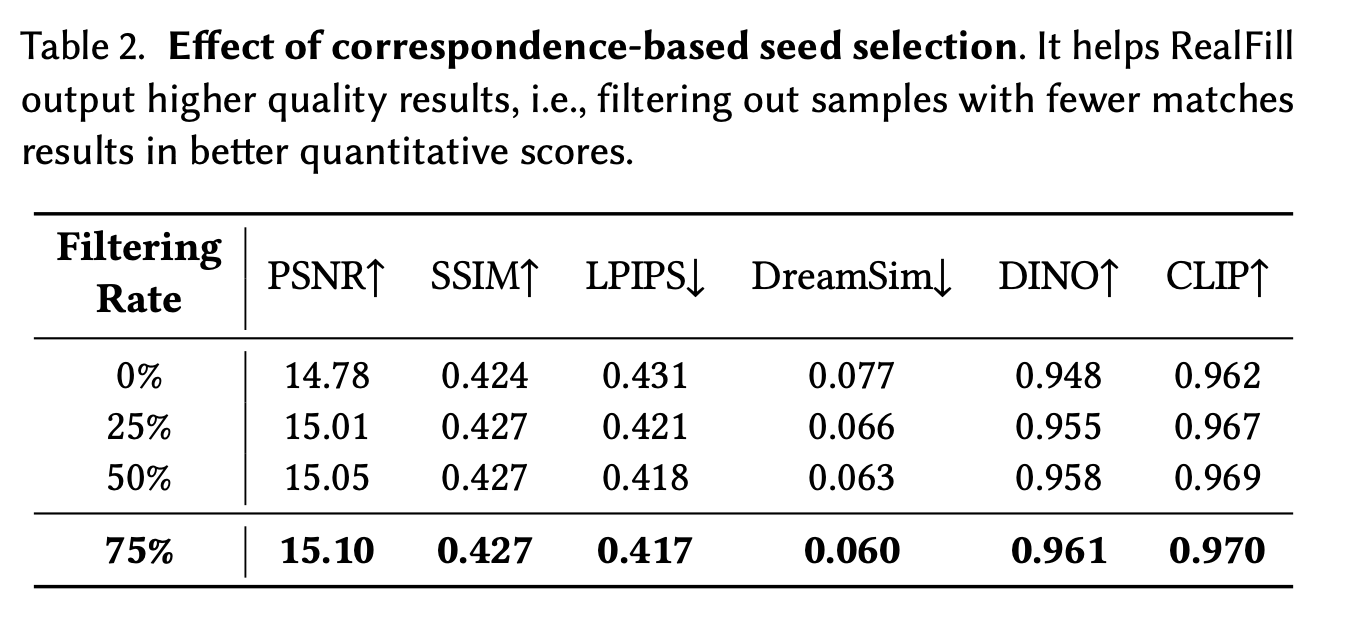 Table 2. Effect of correspondence-based seed selection. It helps RealFill
output higher quality results, i.e., filtering out samples with fewer matches
results in better quantitative scores.
Filtering Rate PSNR↑ SSIM↑ LPIPS↓ DreamSim↓ DINO↑ CLIP↑
0% 14.78 0.424 0.431 0.077 0.948 0.962
25% 15.01 0.427 0.421 0.066 0.955 0.967
50% 15.05 0.427 0.418 0.063 0.958 0.969
75% 15.10 0.427 0.417 0.060 0.961 0.970